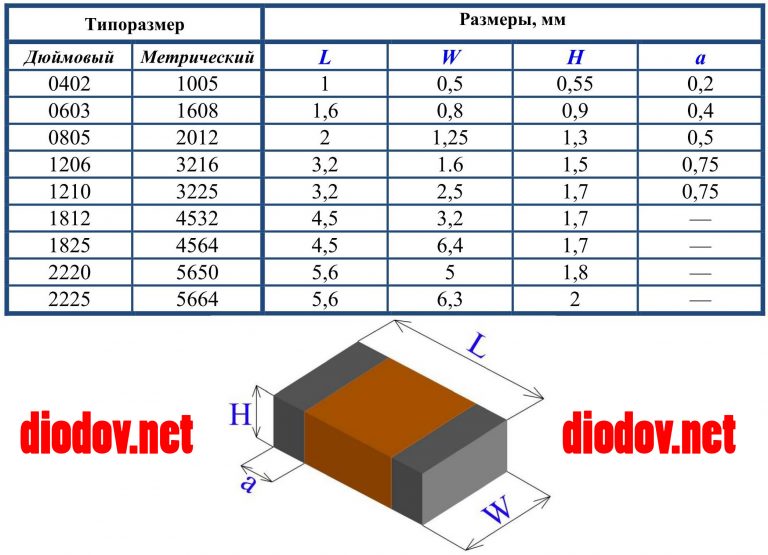 Типоразмер Размеры, мм
Дюймовый Метрический L W H a
0402 1005 1 0,5 0,55 0,2
0603 1608 1,6 0,8 0,9 0,4
0805 2012 2 1,25 1,3 0,5
1206 3216 3,2 1.6 1,5 0,75
1210 3225 3,2 2,5 1,7 0,75
1812 4532 4,5 3,2 1,7 —
1825 4564 4,5 6,4 1,7 —
2220 5650 5,6 5 1,8 —
2225 5664 5,6 6,3 2 —
L
H
diodov.net diodov.net
a
W